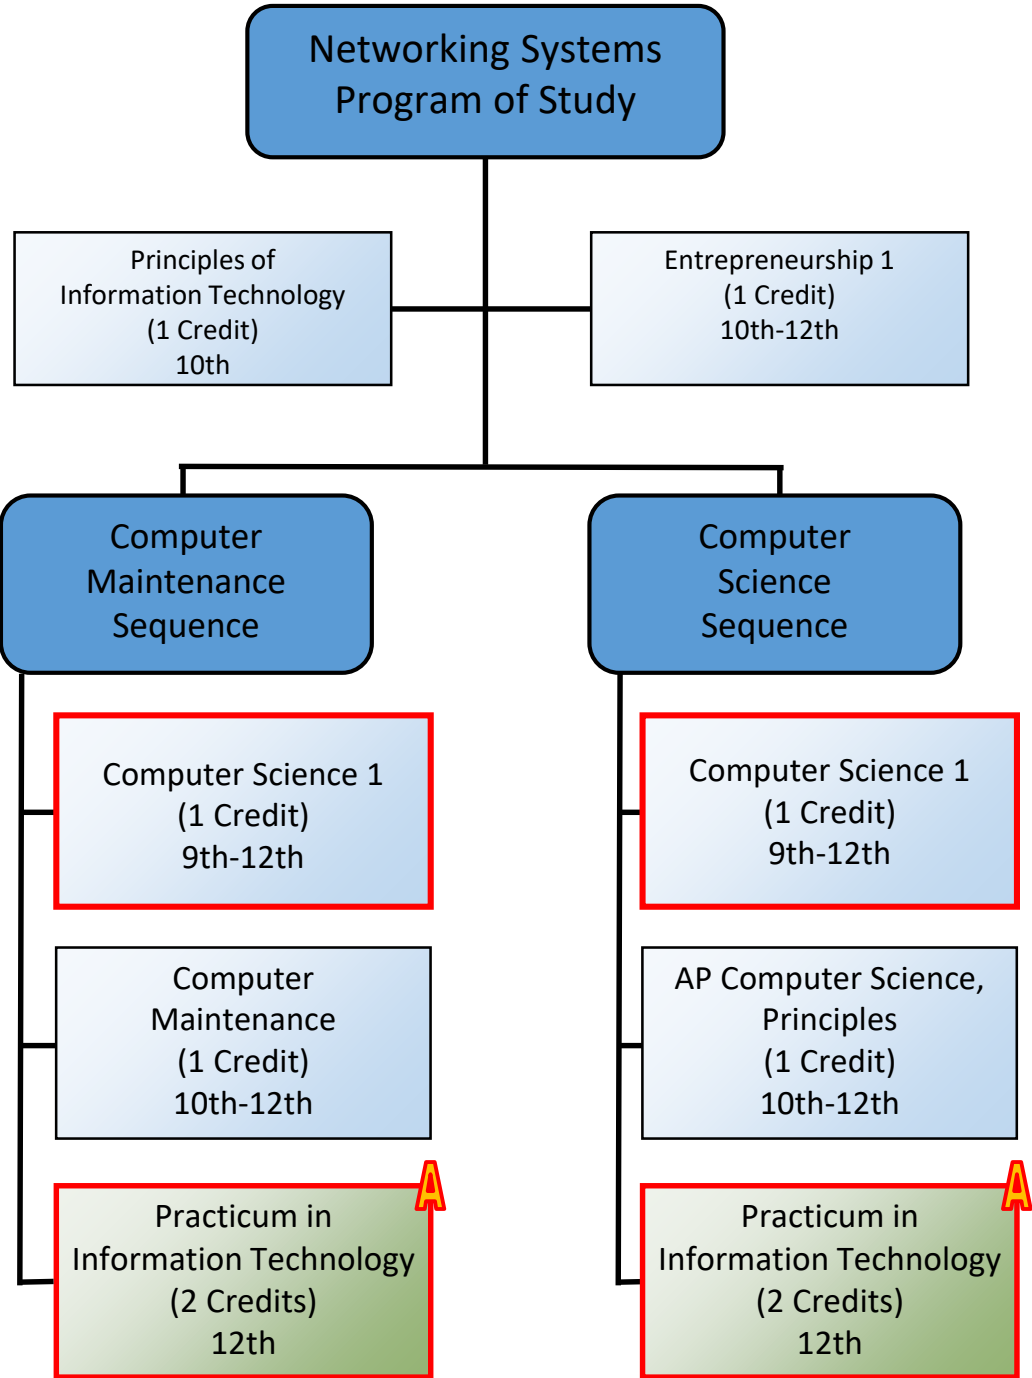 Networking Systems
Program of Study
Principles of
Information Technology
(1 Credit)
10th
Entrepreneurship 1
(1 Credit)
10th-12th
Computer
Maintenance
Sequence
Computer
Science
Sequence
Computer Science 1
(1 Credit)
9th-12th
Computer Science 1
(1 Credit)
9th-12th
Computer
Maintenance
(1 Credit)
10th-12th
AP Computer Science,
Principles
(1 Credit)
10th-12th
A
Practicum in
Information Technology
(2 Credits)
12th
A
Practicum in
Information Technology
(2 Credits)
12th